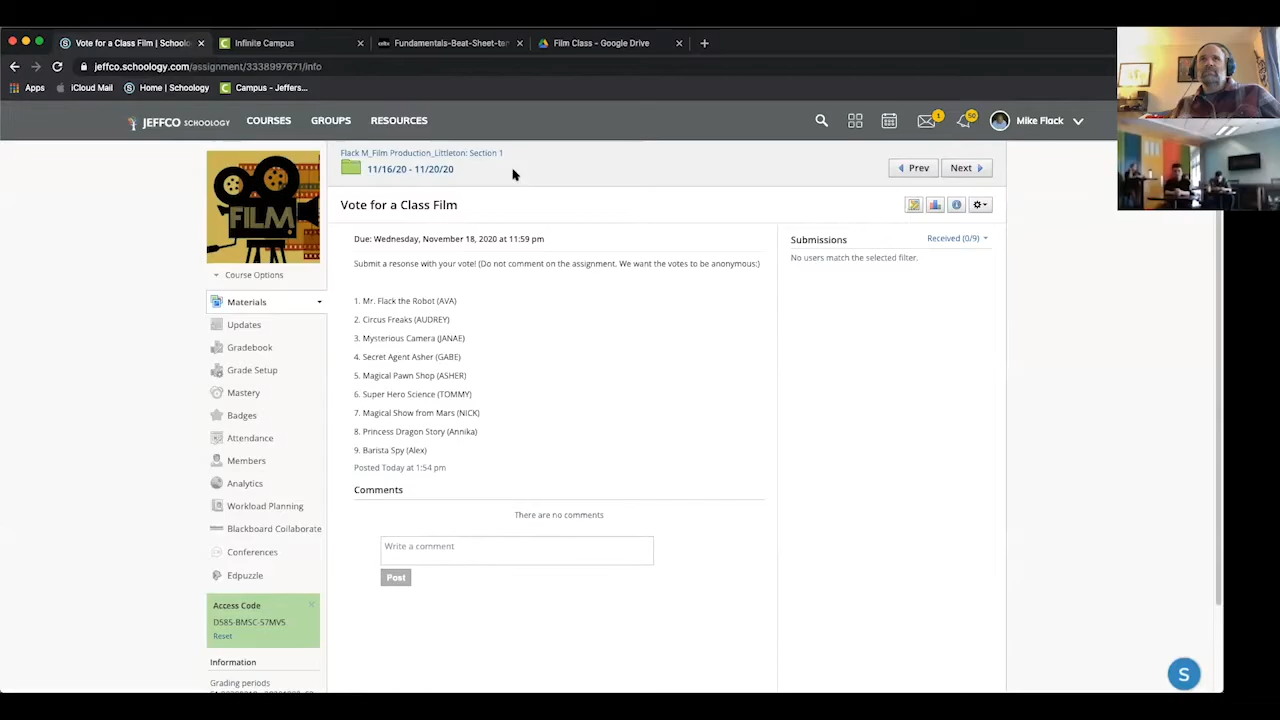 Vote for a Class Film | Schoolo
Infinite Campus
Fundamentals-Beat-Sheet-ter
Film Class - Google Drive
jeffco.schoology.com/assignment/3338997671/info
Apps
iCloud Mail
Home | Schoology
Campus - Jeffers...
JEFFCO SCHOOLOGY
COURSES
GROUPS
RESOURCES
1
50
Mike Flack
FILM
Flack M_Film Production_Littleton: Section 1
11/16/20 - 11/20/20
Prev
Next
Vote for a Class Film
Due: Wednesday, November 18, 2020 at 11:59 pm
Submit a resonse with your vote! (Do not comment on the assignment. We want the votes to be anonymous:)
1. Mr. Flack the Robot (AVA)
2. Circus Freaks (AUDREY)
3. Mysterious Camera (JANAE)
4. Secret Agent Asher (GABE)
5. Magical Pawn Shop (ASHER)
6. Super Hero Science (TOMMY)
7. Magical Show from Mars (NICK)
8. Princess Dragon Story (Annika)
9. Barista Spy (Alex)
Posted Today at 1:54 pm
Comments
There are no comments
Write a comment
Post
Submissions
Received (0/9)
No users match the selected filter.
Course Options
Materials
Updates
Gradebook
Grade Setup
Mastery
Badges
Attendance
Members
Analytics
Workload Planning
Blackboard Collaborate
Conferences
Edpuzzle
Access Code
D585-BMSC-57MV5
Reset
Information
Grading periods
S